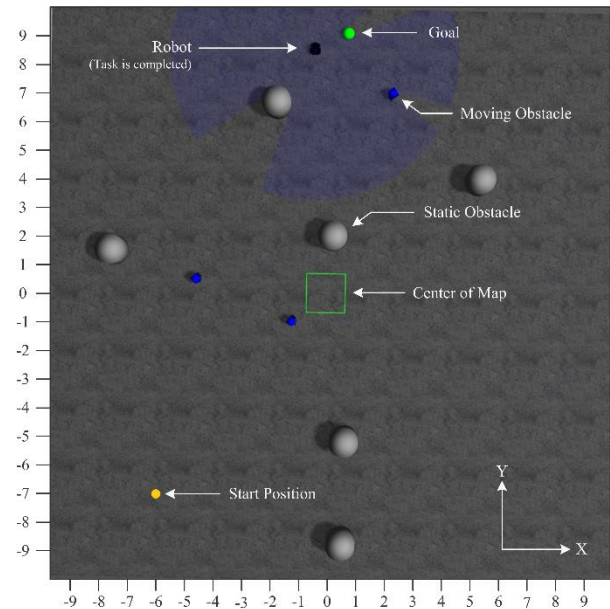 Robot
(Task is completed)
Goal
Moving Obstacle
Static Obstacle
Center of Map
Start Position
Y
X
9
8
7
6
5
4
3
2
1
0
-1
-2
-3
-4
-5
-6
-7
-8
-9
-9 -8 -7 -6 -5 -4 -3 -2 -1 0 1 2 3 4 5 6 7 8 9